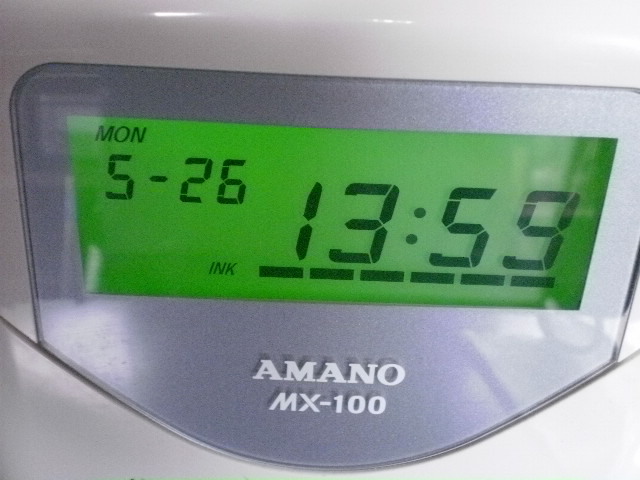 MON
5-26
13:59
INK
AMANO
MX-100